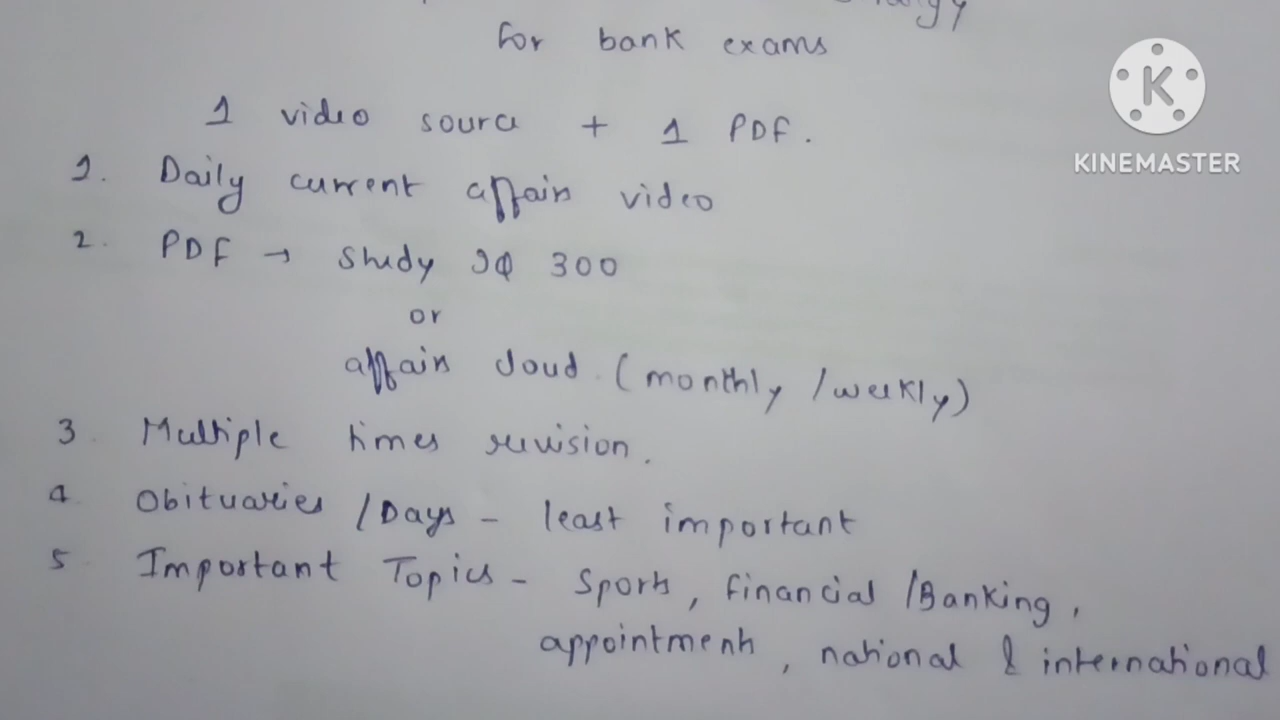 for bank exams
1 video source + 1 PDF.
1. Daily current affairs video
2. PDF → Study IQ 300
or
affairs cloud. (monthly / weekly)
3 Multiple times revision.
4 Obituaries / Days - least important
5 Important Topics - Sports, financial / Banking,
appointments, national & international
K
KINEMASTER